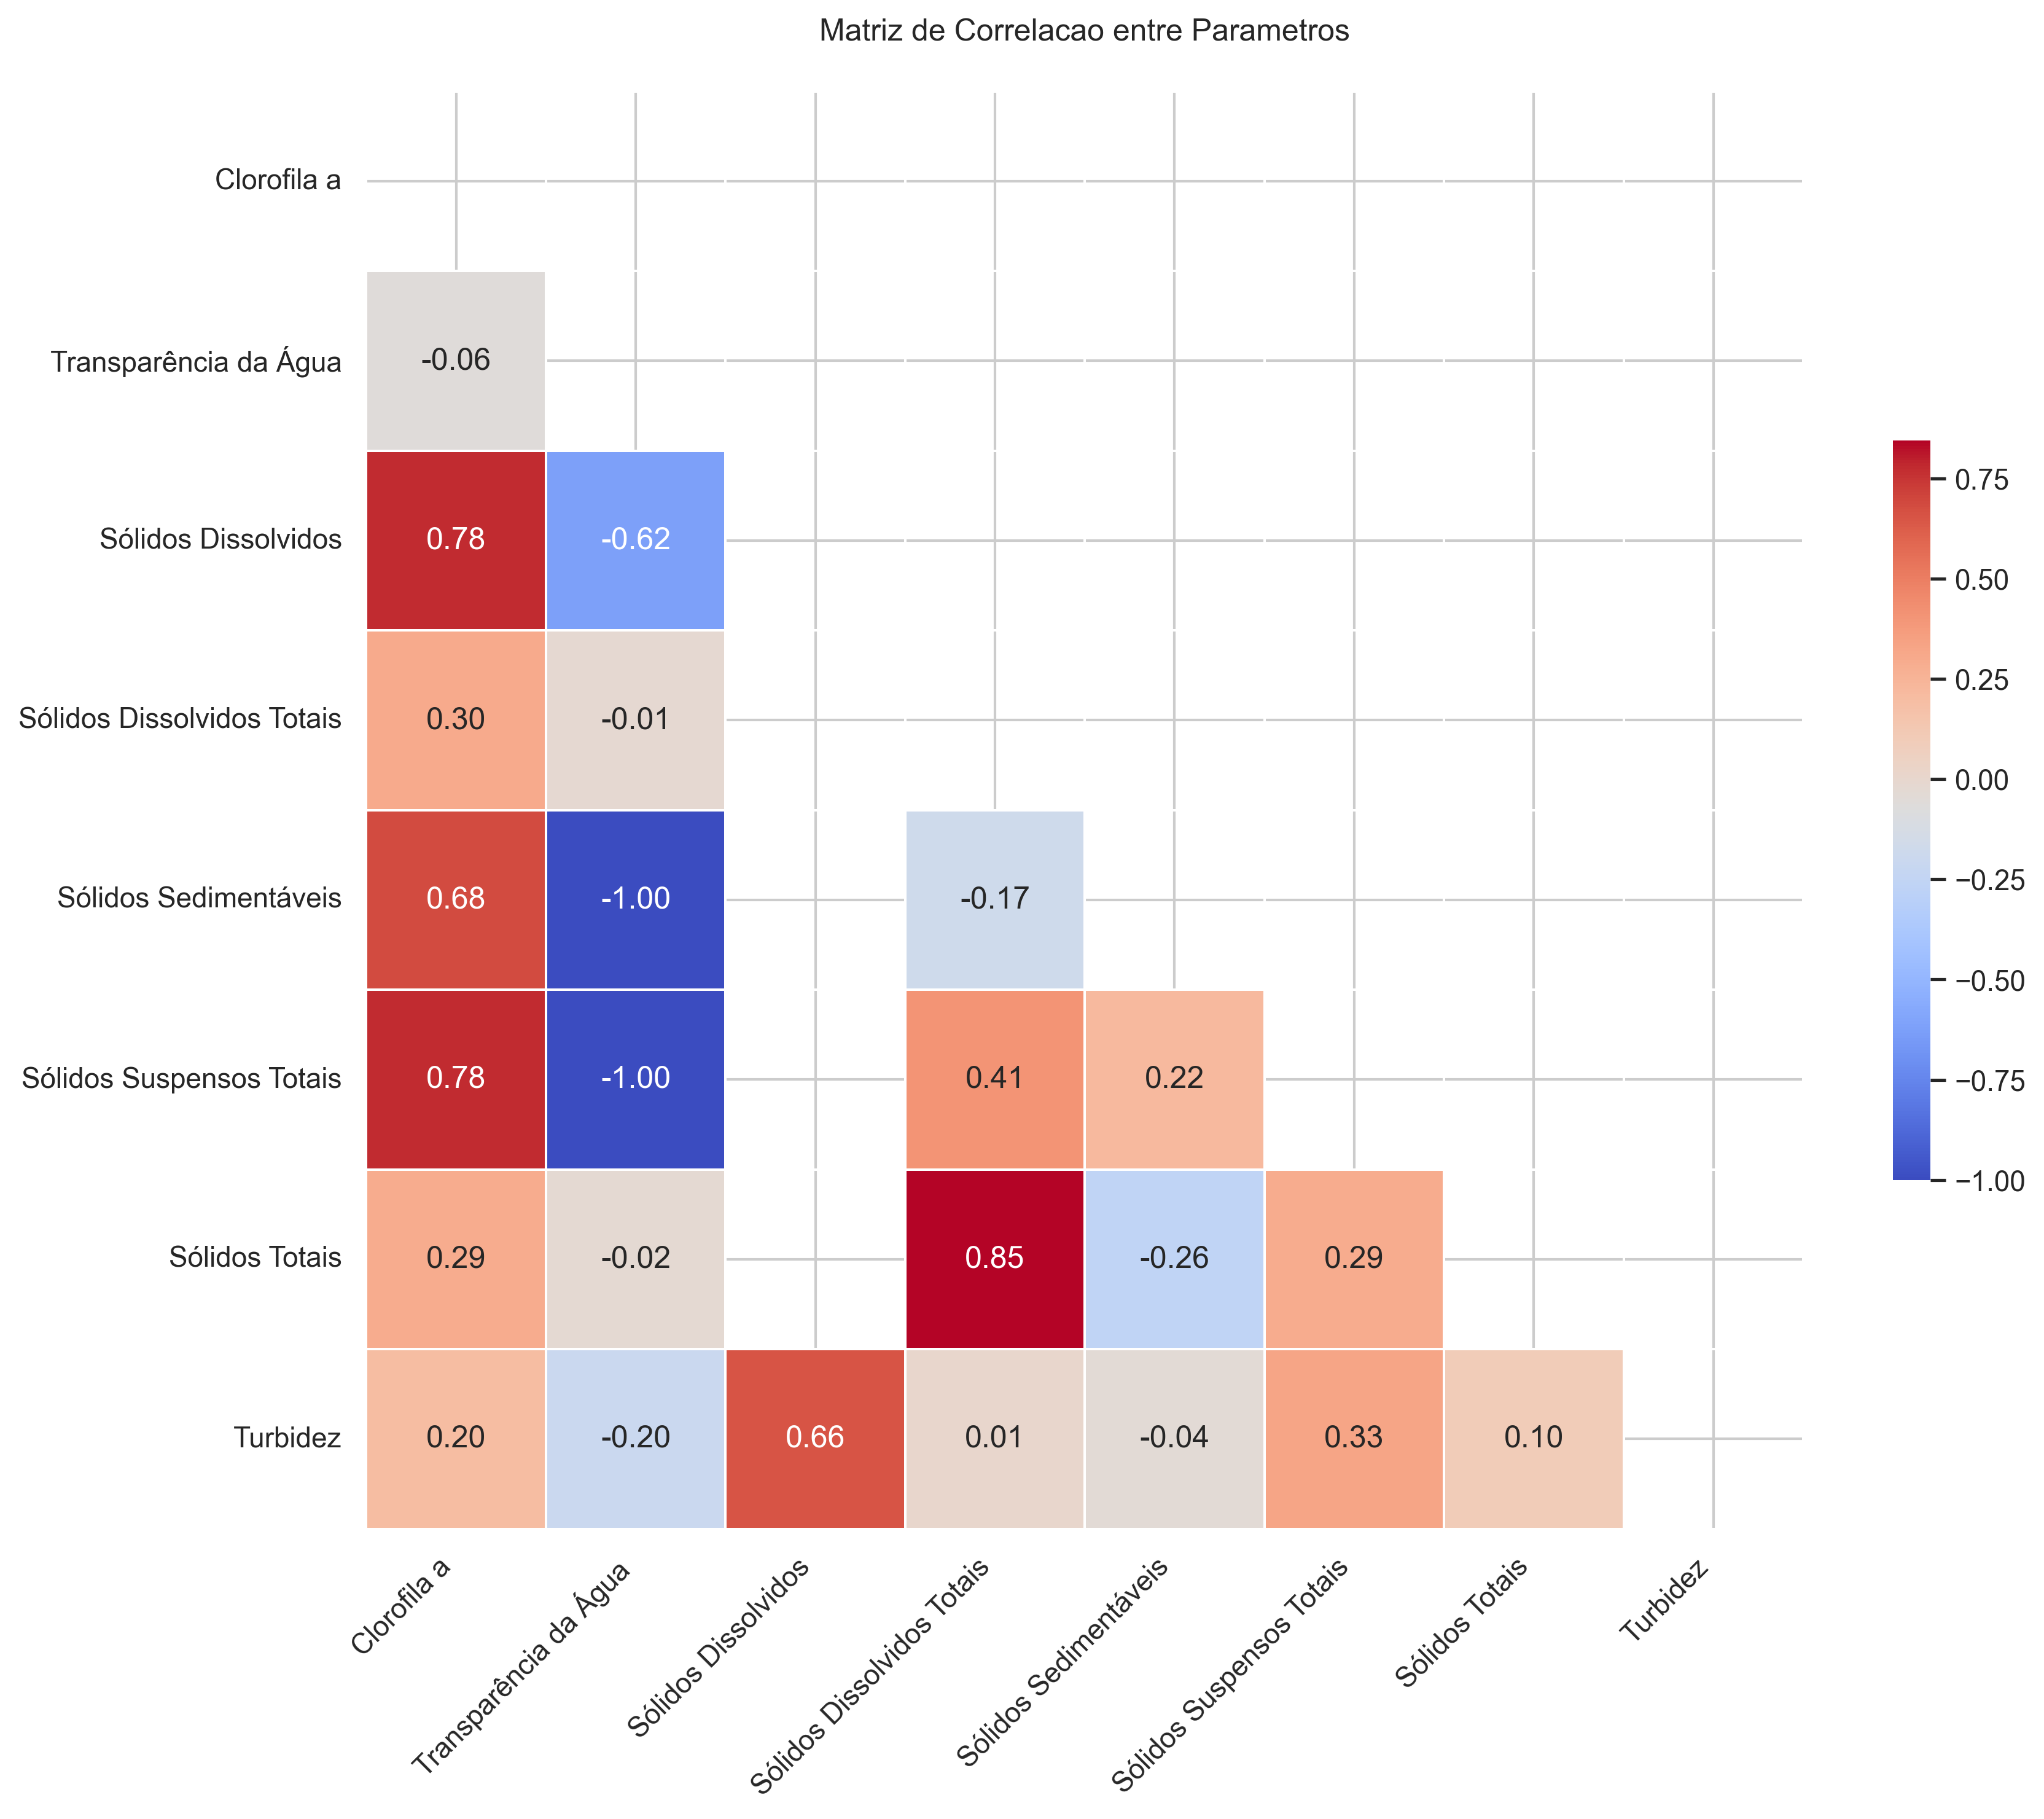 Matriz de Correlacao entre Parametros
Clorofila a
Transparência da Água
-0.06
Sólidos Dissolvidos
0.78 -0.62
Sólidos Dissolvidos Totais
0.30 -0.01
Sólidos Sedimentáveis
0.68 -1.00 -0.17
Sólidos Suspensos Totais
0.78 -1.00 0.41 0.22
Sólidos Totais
0.29 -0.02 0.85 -0.26 0.29
Turbidez
0.20 -0.20 0.66 0.01 -0.04 0.33 0.10
Clorofila a
Transparência da Água
Sólidos Dissolvidos
Sólidos Dissolvidos Totais
Sólidos Sedimentáveis
Sólidos Suspensos Totais
Sólidos Totais
Turbidez
0.75
0.50
0.25
0.00
−0.25
−0.50
−0.75
−1.00